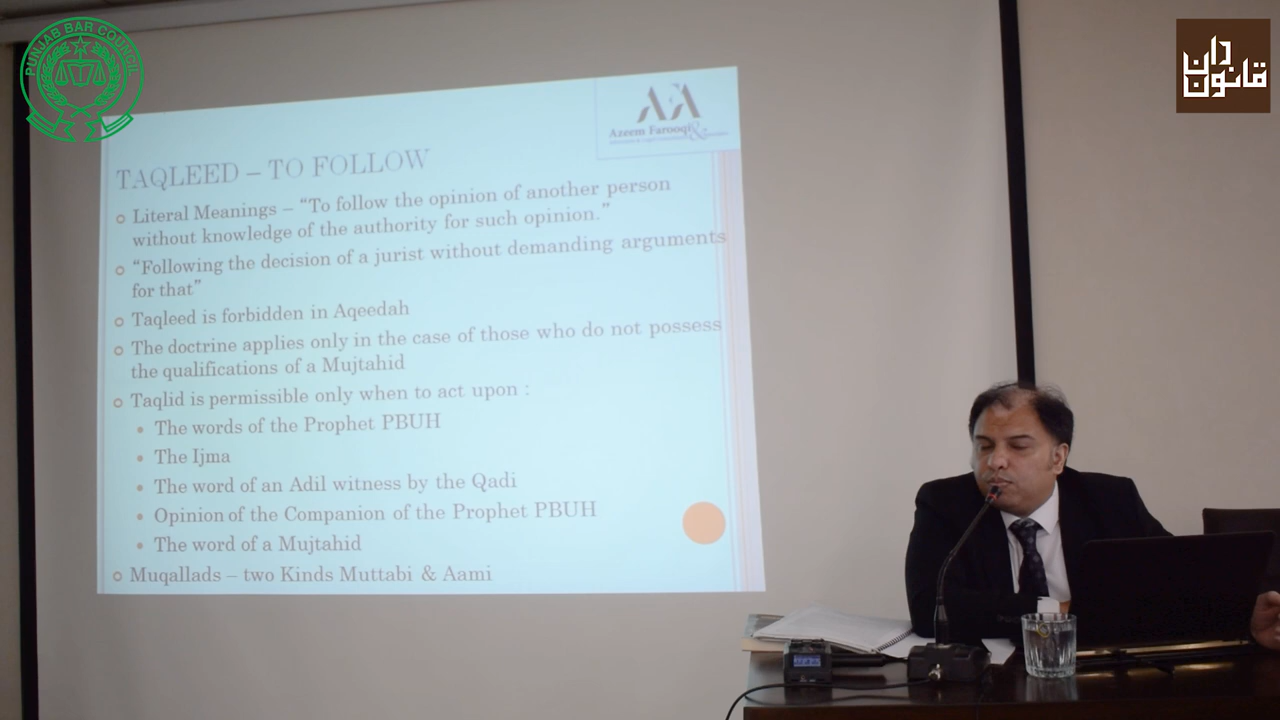 PUNJAB BAR COUNCIL
قانون دان
AFA
Azeem Farooqi
TAQLEED – TO FOLLOW
Literal Meanings – “To follow the opinion of another person
without knowledge of the authority for such opinion.”
“Following the decision of a jurist without demanding arguments
for that”
Taqleed is forbidden in Aqeedah
The doctrine applies only in the case of those who do not possess
the qualifications of a Mujtahid
Taqlid is permissible only when to act upon :
The words of the Prophet PBUH
The Ijma
The word of an Adil witness by the Qadi
Opinion of the Companion of the Prophet PBUH
The word of a Mujtahid
Muqallads – two Kinds Muttabi & Aami